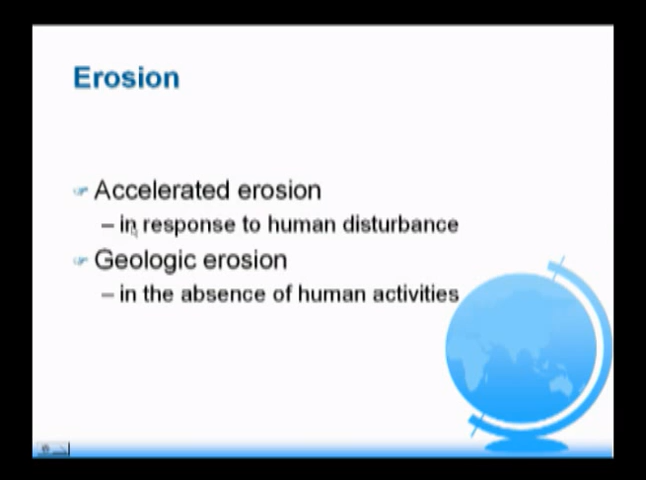 Erosion
Accelerated erosion
– in response to human disturbance
Geologic erosion
– in the absence of human activities